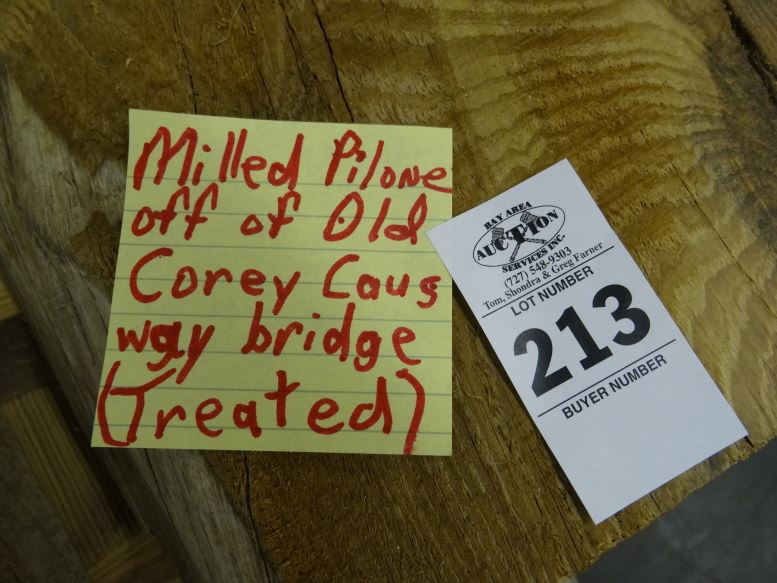 Milled Pilone
off of Old
Corey Caus
way bridge
(Treated)
BAY AREA
AUCTION
SERVICES INC.
(727) 548-9303
Tom, Shondra & Greg Farner
LOT NUMBER
213
BUYER NUMBER